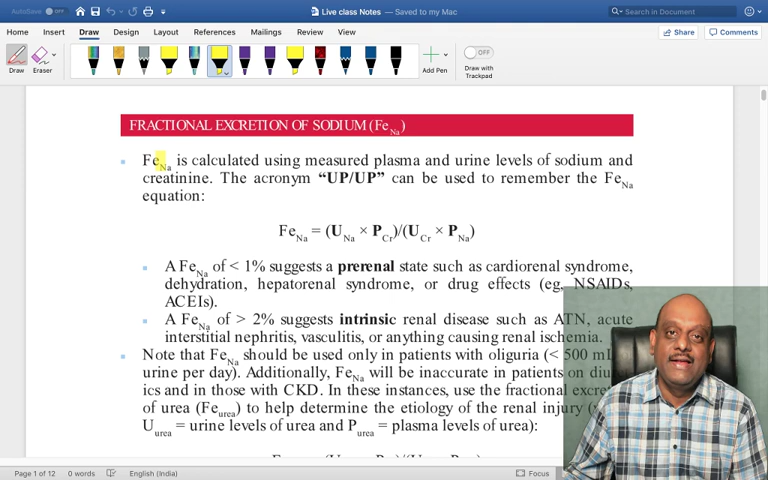 AutoSave OFF
Live class Notes — Saved to my Mac
Search in Document
Home Insert Draw Design Layout References Mailings Review View
Share Comments
Draw Eraser Add Pen Draw with Trackpad OFF
FRACTIONAL EXCRETION OF SODIUM (FeNa)
FeNa is calculated using measured plasma and urine levels of sodium and
creatinine. The acronym “UP/UP” can be used to remember the FeNa
equation:
FeNa = (UNa × PCr)/(UCr × PNa)
A FeNa of < 1% suggests a prerenal state such as cardiorenal syndrome,
dehydration, hepatorenal syndrome, or drug effects (eg, NSAIDs,
ACEIs).
A FeNa of > 2% suggests intrinsic renal disease such as ATN, acute
interstitial nephritis, vasculitis, or anything causing renal ischemia.
Note that FeNa should be used only in patients with oliguria (< 500 mL
urine per day). Additionally, FeNa will be inaccurate in patients on
ics and in those with CKD. In these instances, use the fractional
of urea (Feurea) to help determine the etiology of the renal injury
Uurea = urine levels of urea and Purea = plasma levels of urea):
Page 1 of 12 0 words English (India) Focus